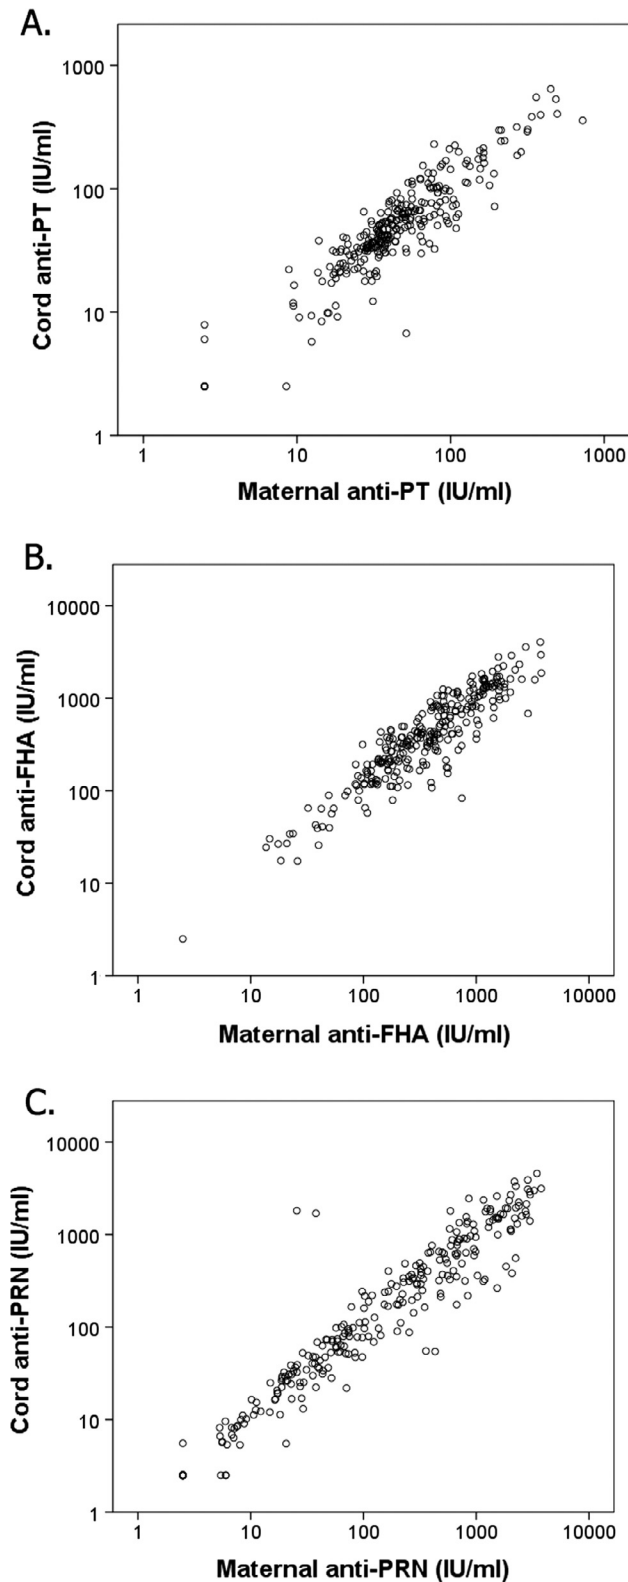 A.
1000
100
10
1
1 10 100 1000
Cord anti-PT (IU/ml)
Maternal anti-PT (IU/ml)
B.
10000
1000
100
10
1
1 10 100 1000 10000
Cord anti-FHA (IU/ml)
Maternal anti-FHA (IU/ml)
C.
10000
1000
100
10
1
1 10 100 1000 10000
Cord anti-PRN (IU/ml)
Maternal anti-PRN (IU/ml)